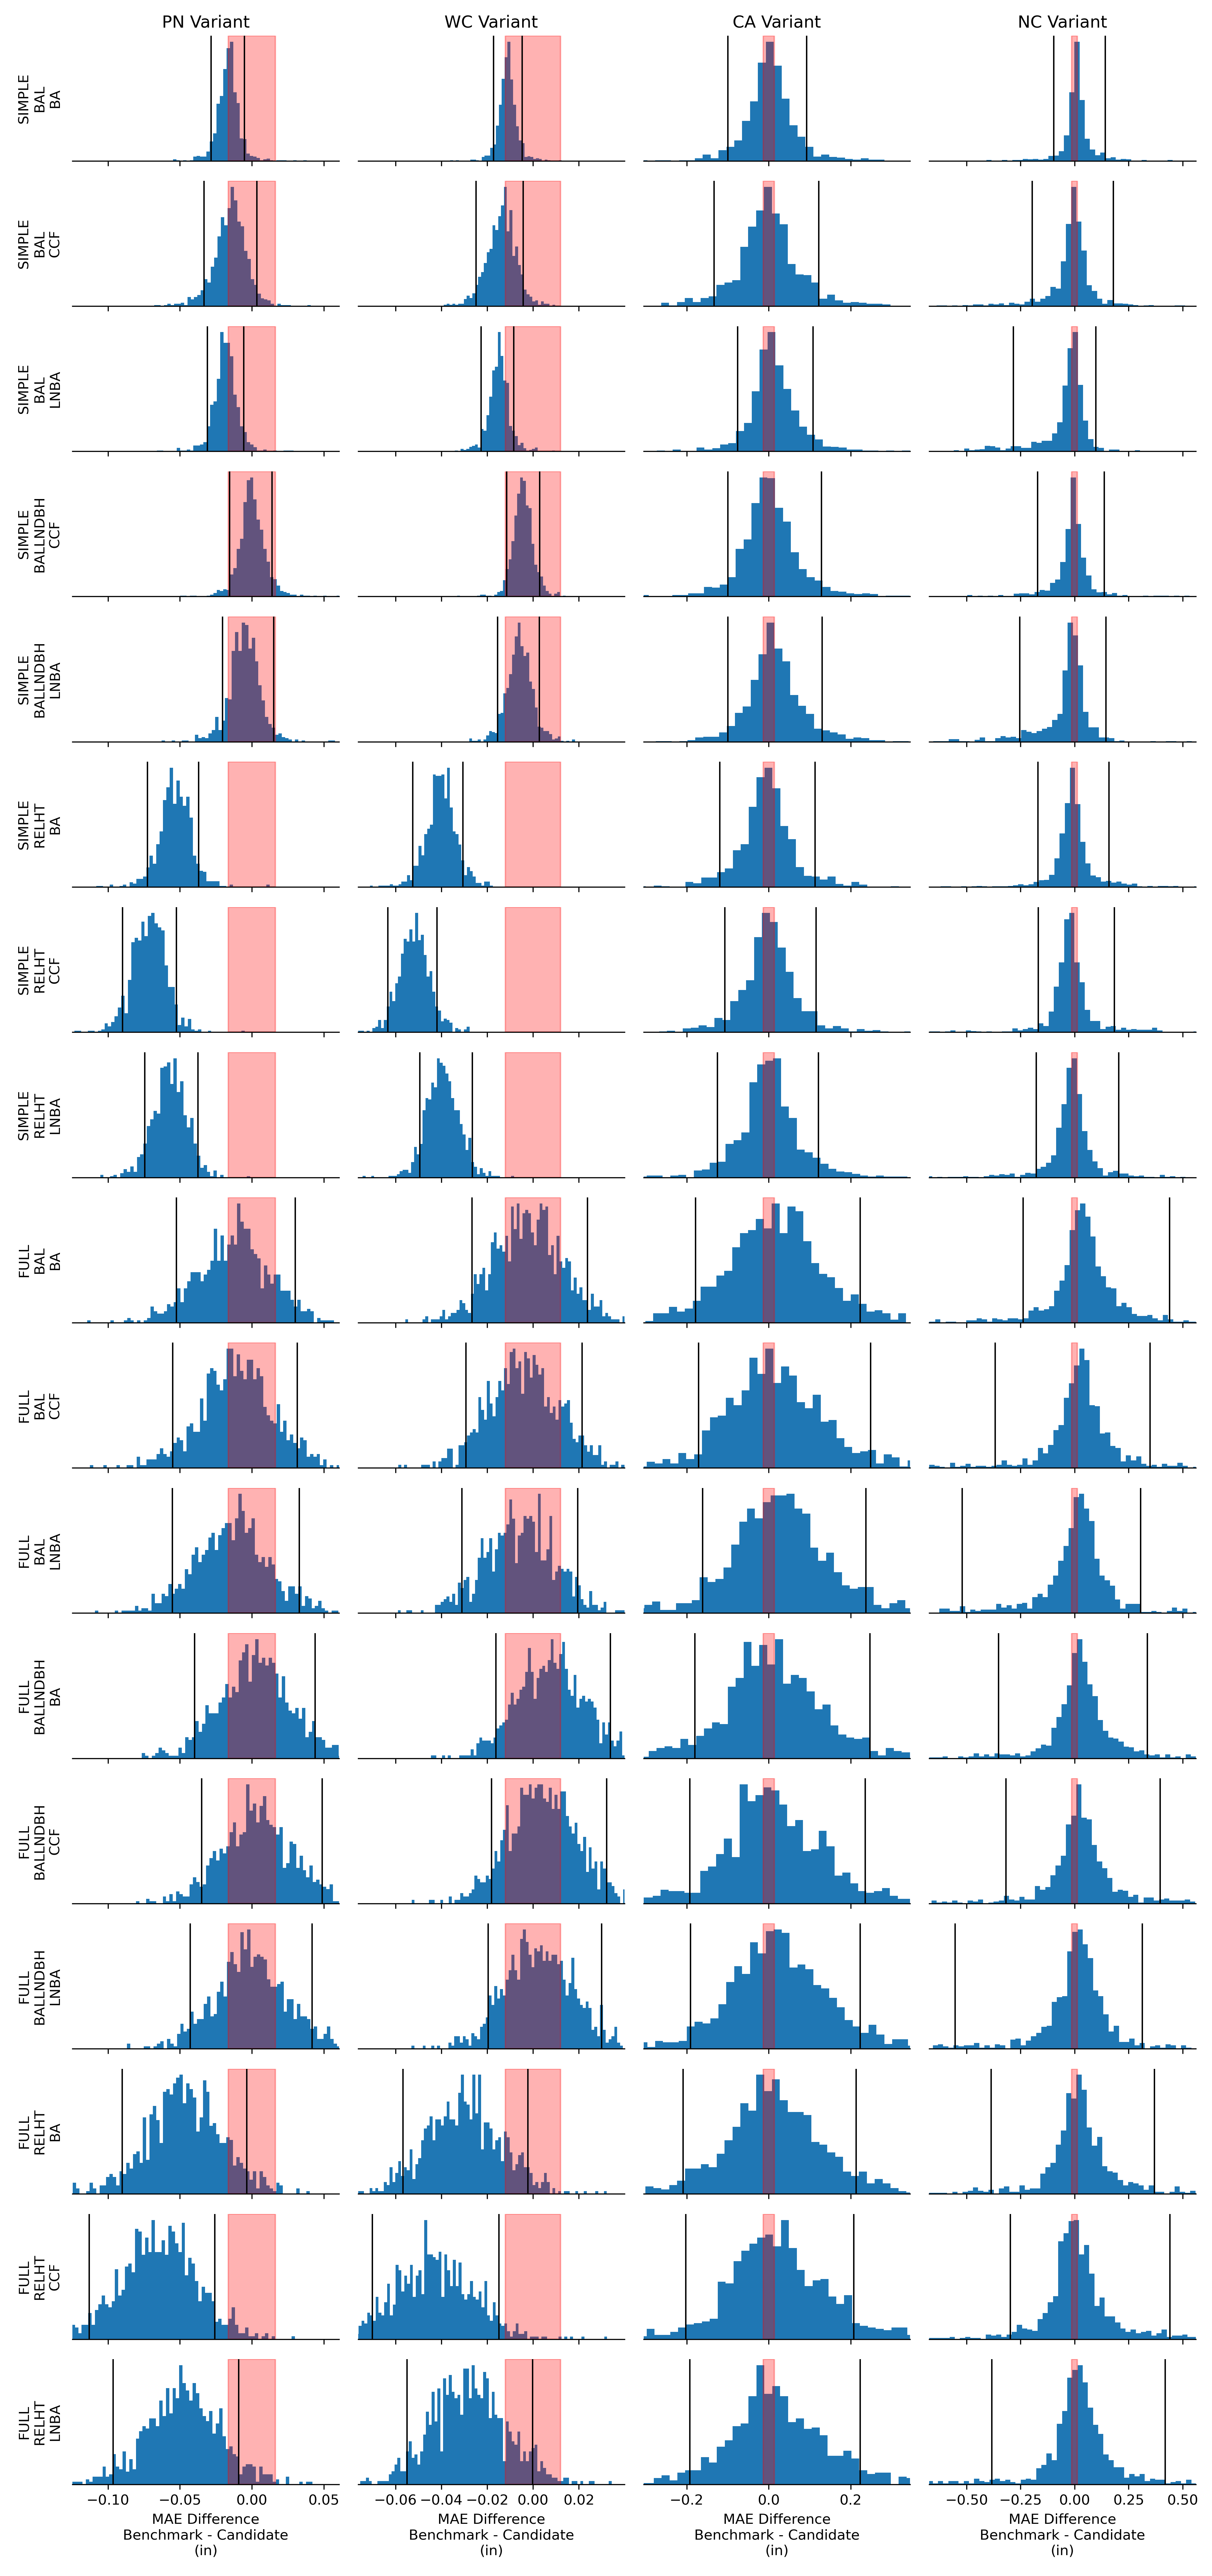 PN Variant
WC Variant
CA Variant
NC Variant
SIMPLE
BAL
BA
SIMPLE
BAL
CCF
SIMPLE
BAL
LNBA
SIMPLE
BALLNDBH
CCF
SIMPLE
BALLNDBH
LNBA
SIMPLE
RELHT
BA
SIMPLE
RELHT
CCF
SIMPLE
RELHT
LNBA
FULL
BAL
BA
FULL
BAL
CCF
FULL
BAL
LNBA
FULL
BALLNDBH
BA
FULL
BALLNDBH
CCF
FULL
BALLNDBH
LNBA
FULL
RELHT
BA
FULL
RELHT
CCF
FULL
RELHT
LNBA
−0.10 −0.05 0.00 0.05
MAE Difference
Benchmark - Candidate
(in)
−0.06 −0.04 −0.02 0.00 0.02
MAE Difference
Benchmark - Candidate
(in)
−0.2 0.0 0.2
MAE Difference
Benchmark - Candidate
(in)
−0.50 −0.25 0.00 0.25 0.50
MAE Difference
Benchmark - Candidate
(in)